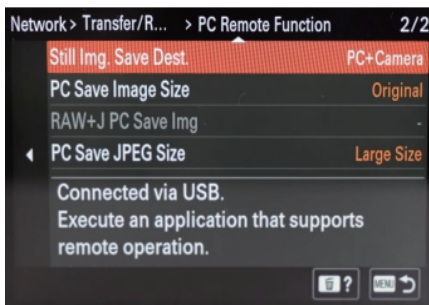 Netwo> Transfer/R... > PC Remote Function 2/2
Still Img. Save Dest. PC+Camera
PC Save Image Size Original
RAW+J PC Save Img -
PC Save JPEG Size Large Size
Connected via USB.
Execute an application that supports
remote operation.
? MENU